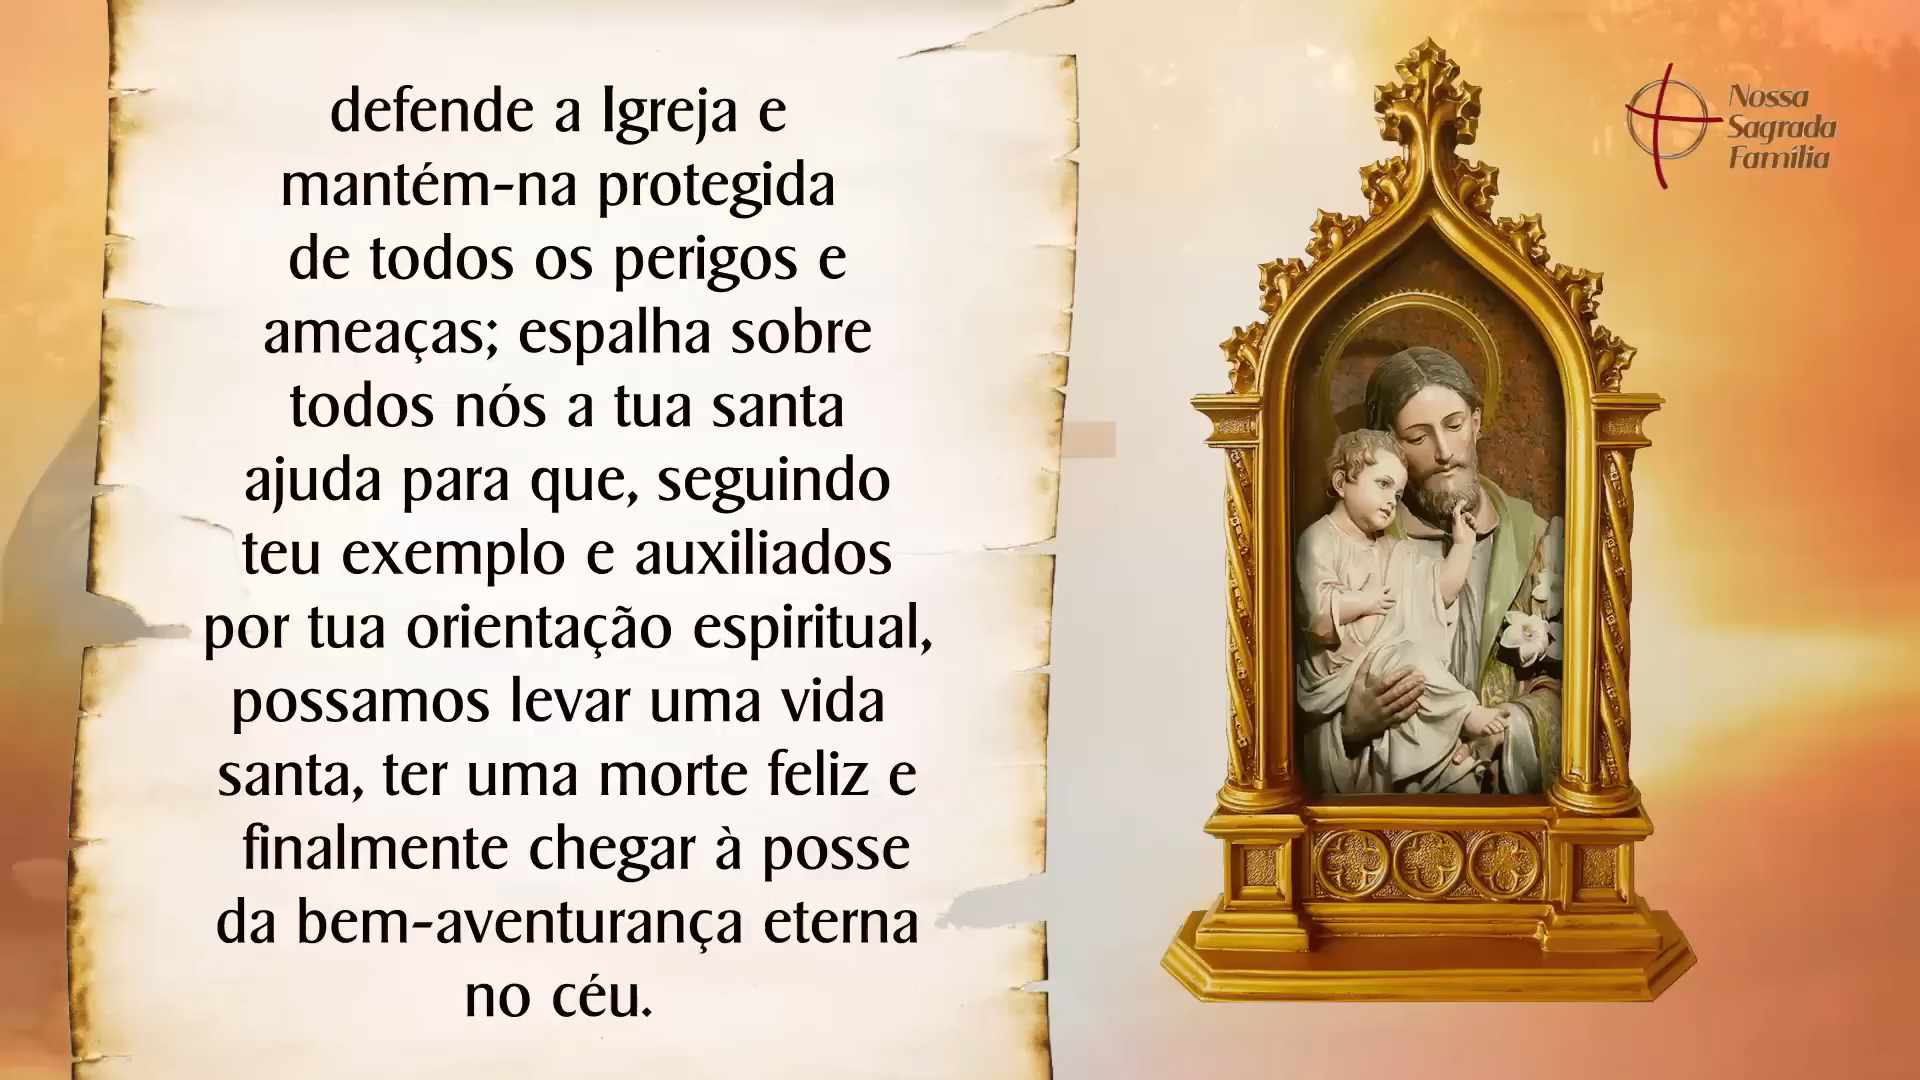 defende a Igreja e
mantém-na protegida
de todos os perigos e
ameaças; espalha sobre
todos nós a tua santa
ajuda para que, seguindo
teu exemplo e auxiliados
por tua orientação espiritual,
possamos levar uma vida
santa, ter uma morte feliz e
finalmente chegar à posse
da bem-aventurança eterna
no céu.
Nossa
Sagrada
Família